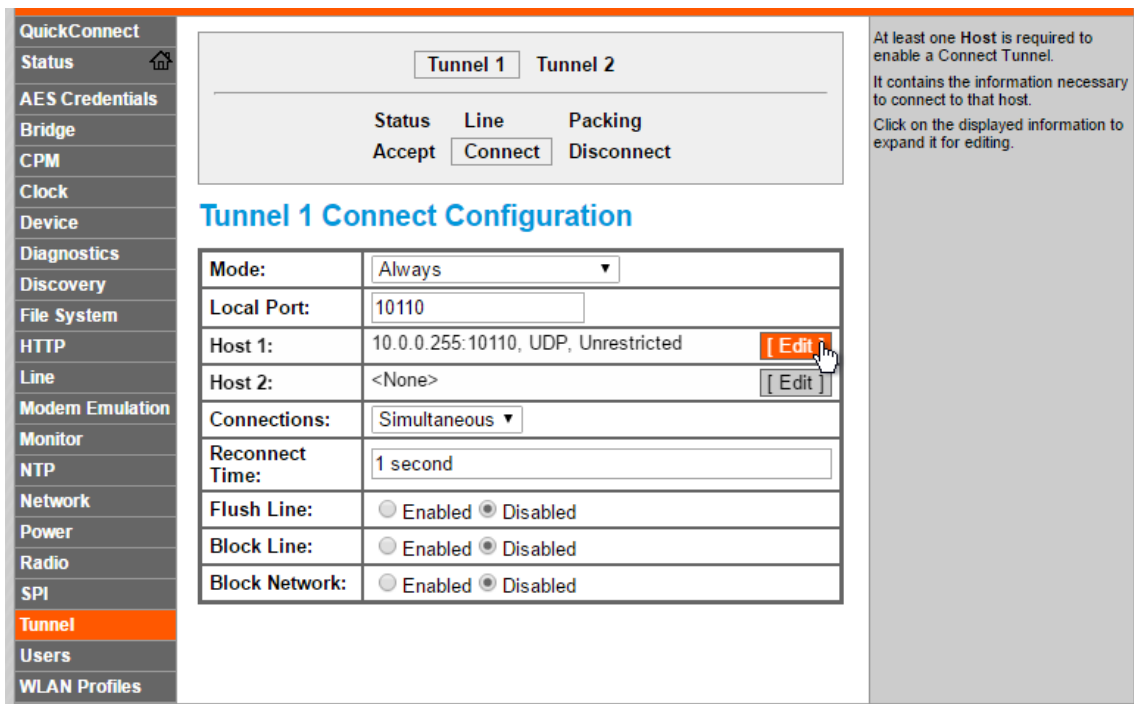 QuickConnect
Status
AES Credentials
Bridge
CPM
Clock
Device
Diagnostics
Discovery
File System
HTTP
Line
Modem Emulation
Monitor
NTP
Network
Power
Radio
SPI
Tunnel
Users
WLAN Profiles
Tunnel 1 Tunnel 2
Status Line Packing
Accept Connect Disconnect
Tunnel 1 Connect Configuration
Mode: Always
Local Port: 10110
Host 1: 10.0.0.255:10110, UDP, Unrestricted [ Edit ]
Host 2: <None> [ Edit ]
Connections: Simultaneous
Reconnect
Time: 1 second
Flush Line: Enabled Disabled
Block Line: Enabled Disabled
Block Network: Enabled Disabled
At least one Host is required to
enable a Connect Tunnel.
It contains the information necessary
to connect to that host.
Click on the displayed information to
expand it for editing.